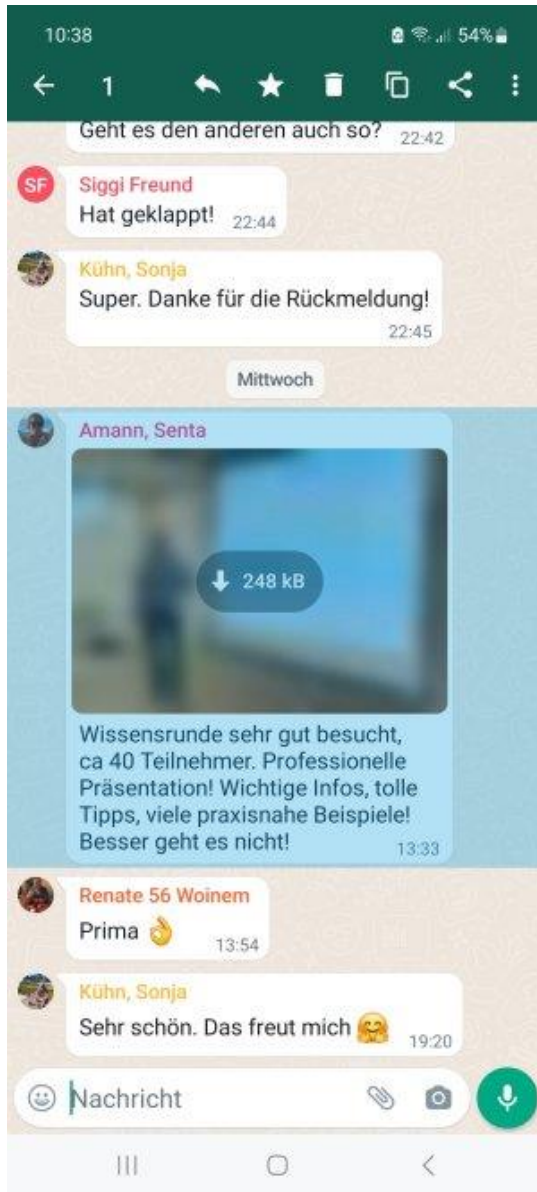 10:38
54%
1
Geht es den anderen auch so? 22:42
SF
Siggi Freund
Hat geklappt! 22:44
Kühn, Sonja
Super. Danke für die Rückmeldung!
22:45
Mittwoch
Amann, Senta
248 kB
Wissensrunde sehr gut besucht,
ca 40 Teilnehmer. Professionelle
Präsentation! Wichtige Infos, tolle
Tipps, viele praxisnahe Beispiele!
Besser geht es nicht! 13:33
Renate 56 Woinem
Prima 👌 13:54
Kühn, Sonja
Sehr schön. Das freut mich 🤗 19:20
Nachricht